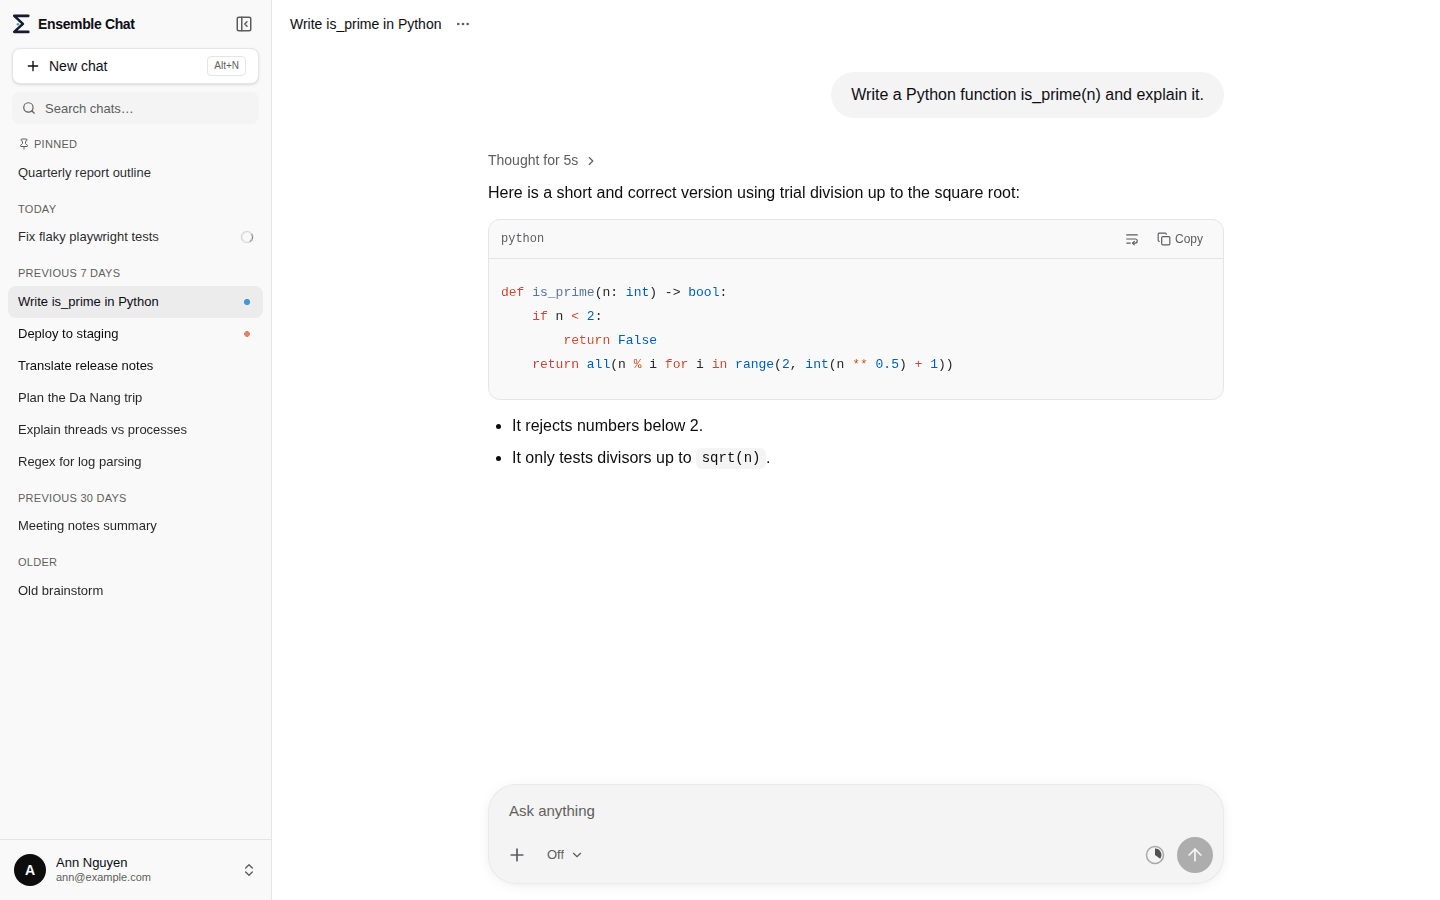 Ensemble Chat
New chat
Alt+N
Search chats…
PINNED
Quarterly report outline
TODAY
Fix flaky playwright tests
PREVIOUS 7 DAYS
Write is_prime in Python
Deploy to staging
Translate release notes
Plan the Da Nang trip
Explain threads vs processes
Regex for log parsing
PREVIOUS 30 DAYS
Meeting notes summary
OLDER
Old brainstorm
A
Ann Nguyen
ann@example.com
Write is_prime in Python
Write a Python function is_prime(n) and explain it.
Thought for 5s
Here is a short and correct version using trial division up to the square root:
python
Copy
def is_prime(n: int) -> bool:
    if n < 2:
        return False
    return all(n % i for i in range(2, int(n ** 0.5) + 1))
• It rejects numbers below 2.
• It only tests divisors up to sqrt(n).
Ask anything
Off